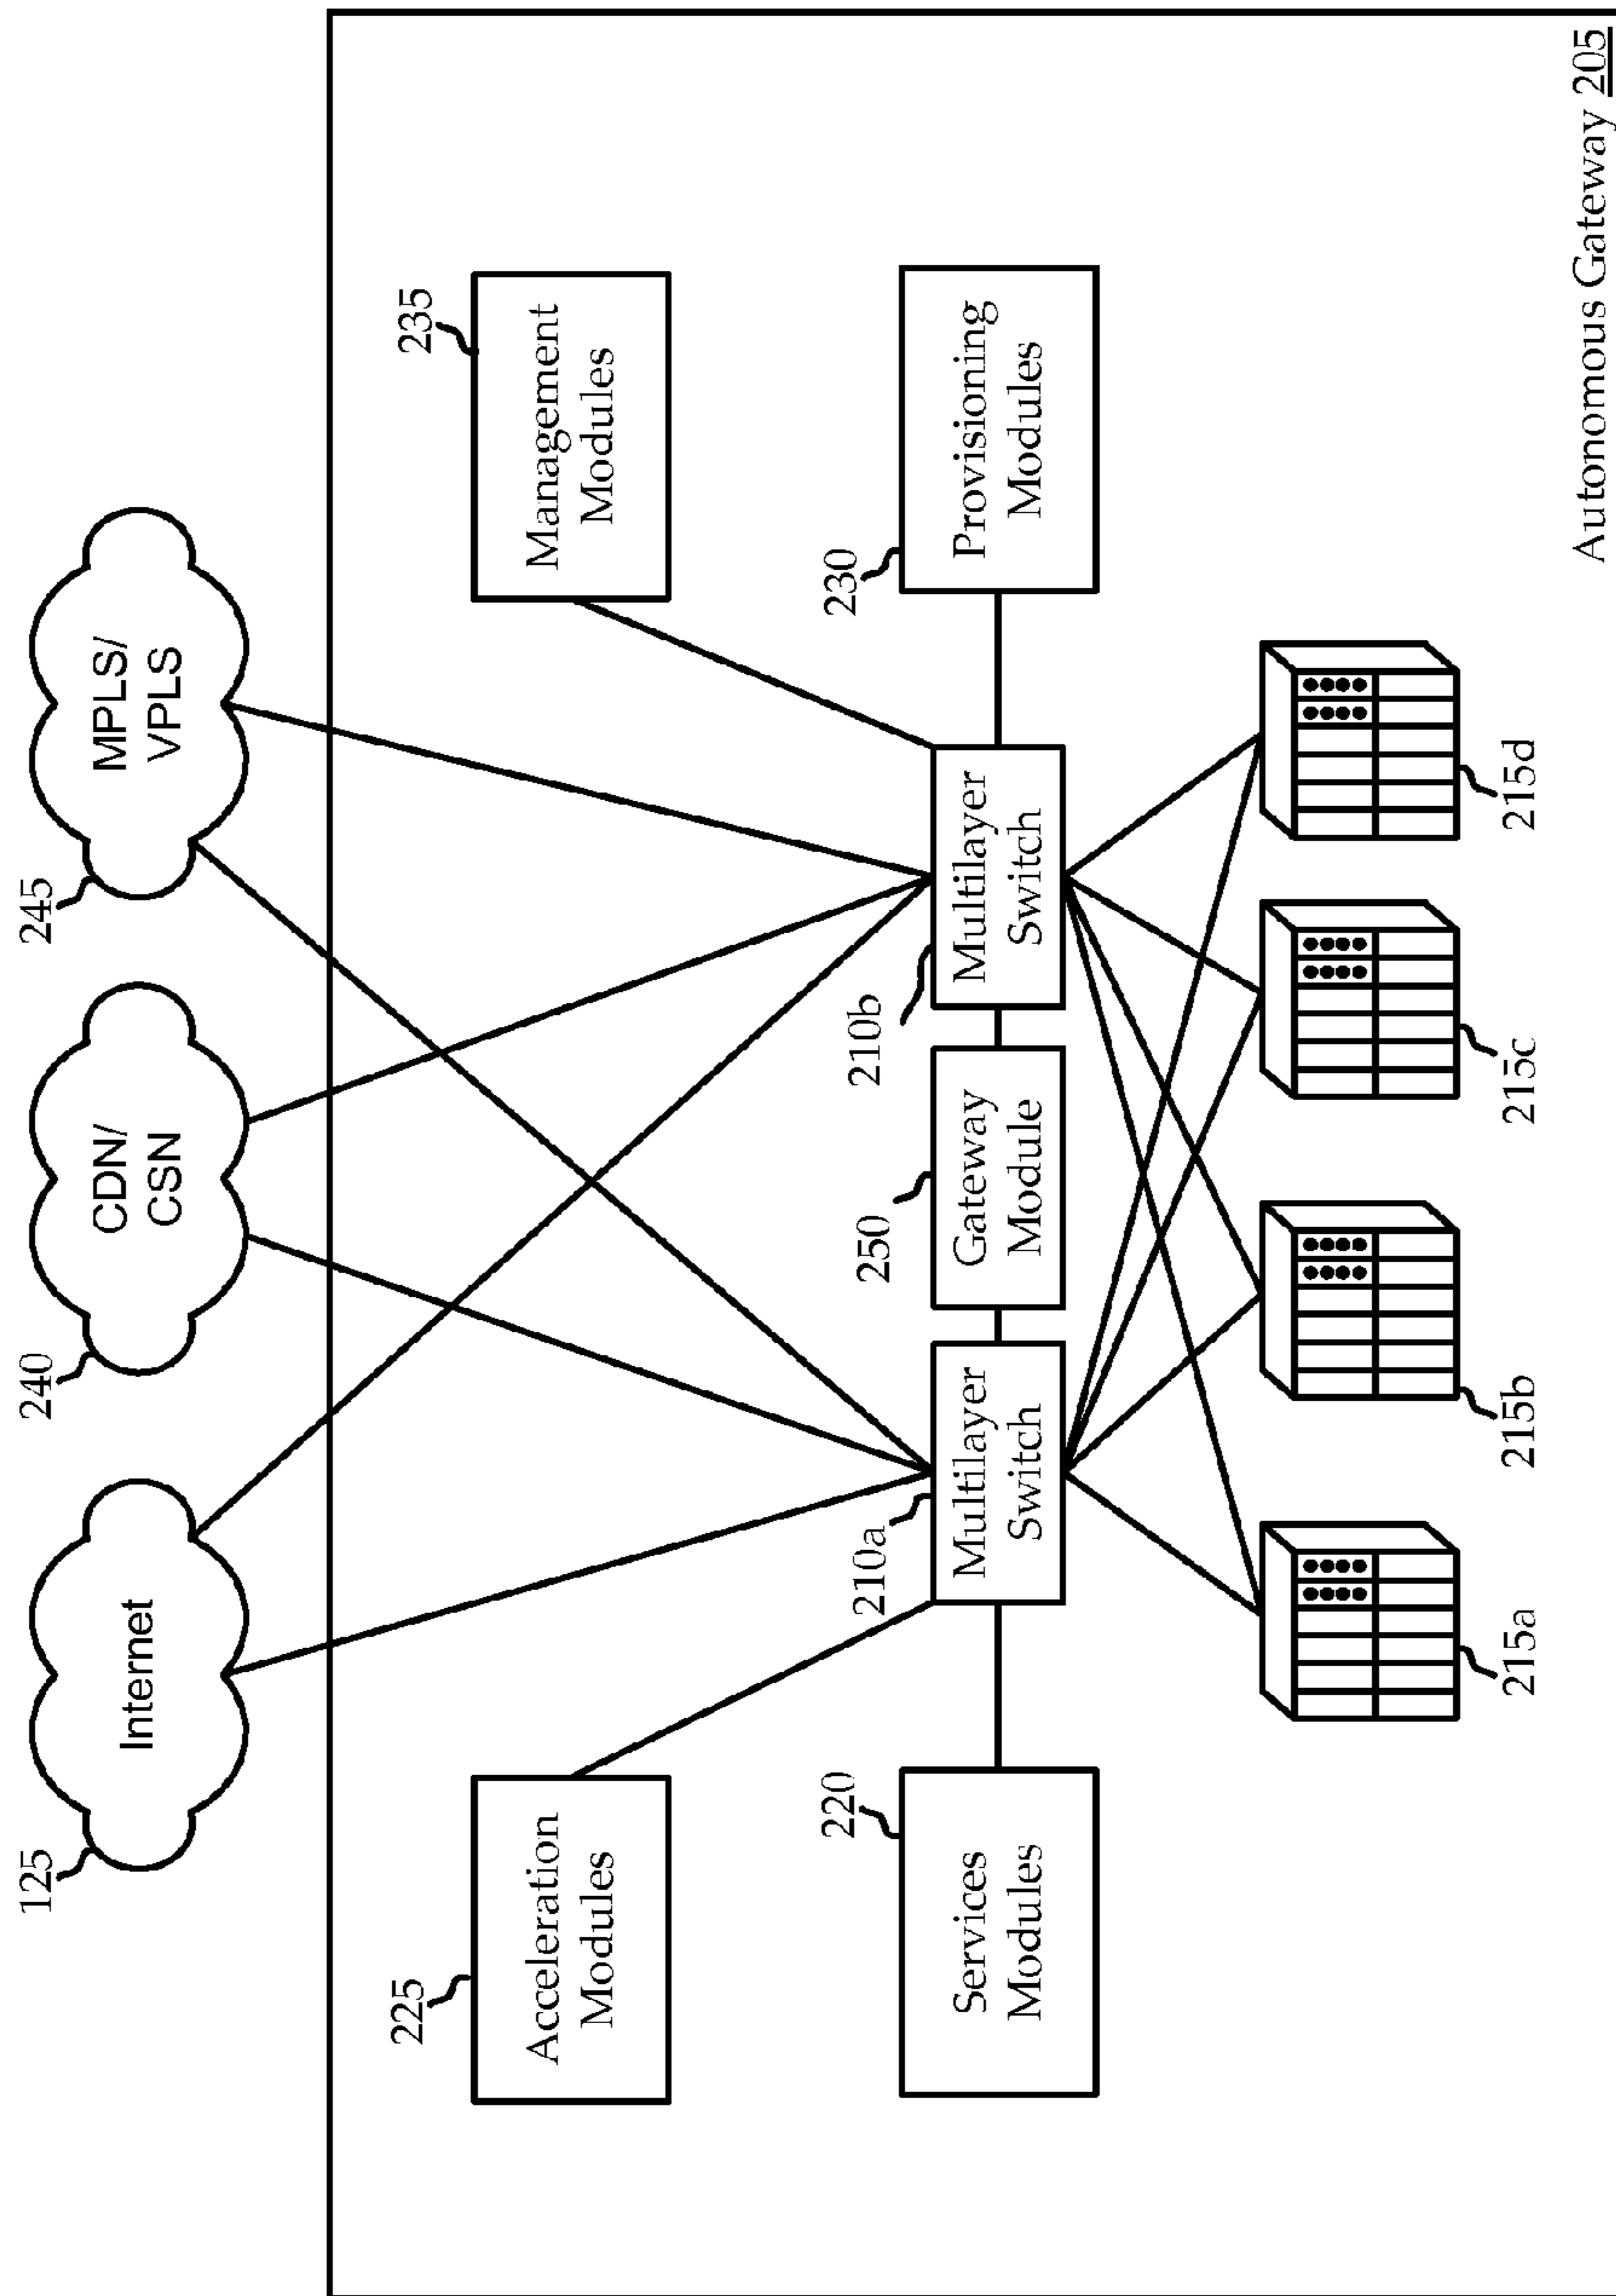 125
Internet
240
CDN/
CSN
245
MPLS/
VPLS
225
Acceleration
Modules
235
Management
Modules
220
Services
Modules
210a
Multilayer
Switch
250
Gateway
Module
210b
Multilayer
Switch
230
Provisioning
Modules
215a
215b
215c
215d
Autonomous Gateway 205